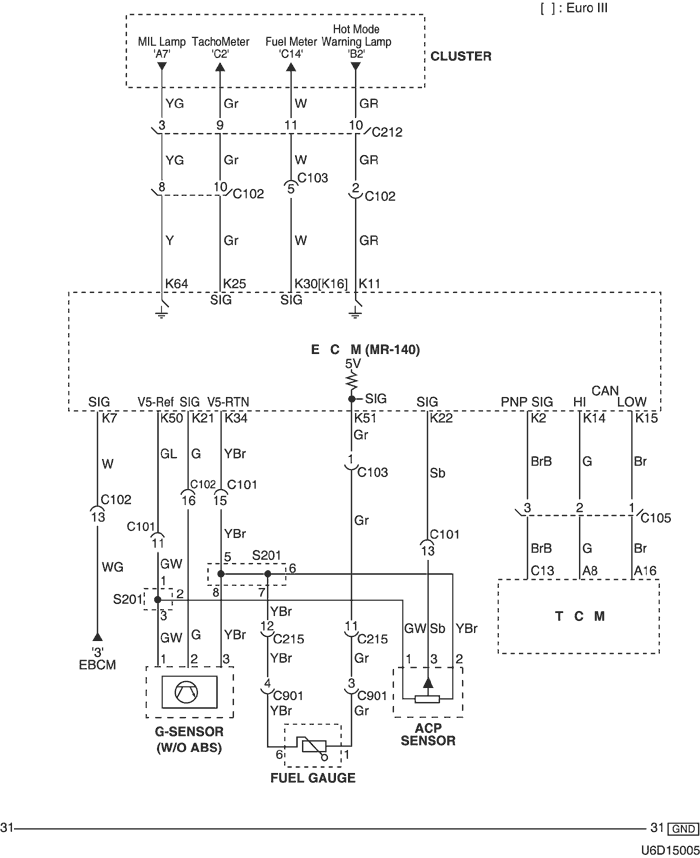 [ ] : Euro III
Hot Mode
MIL Lamp TachoMeter Fuel Meter Warning Lamp
'A7' 'C2' 'C14' 'B2'
CLUSTER
YG Gr W GR
3 9 11 10 C212
YG Gr W GR
8 10 C102 5 C103 2 C102
Y Gr W GR
K64 K25 K30[K16] K11
SIG SIG
E C M (MR-140)
5V
SIG
SIG V5-Ref SIG V5-RTN SIG PNP SIG HI CAN LOW
K7 K50 K21 K34 K51 K22 K2 K14 K15
Gr
W GL G YBr 1 C103 Sb BrB G Br
C102 C102 C101
13 16 15
3 2 1 C105
C101 11 YBr Gr C101 13
BrB G Br
WG GW 5 S201 6
C13 A8 A16
1 8 7
S201 2
3
T C M
YBr
12 C215 11 C215
GW G YBr YBr Gr GW Sb YBr
'3'
EBCM
1 2 3 1 3 2
4 C901 3 C901
YBr Gr
G-SENSOR
(W/O ABS)
ACP
SENSOR
6 1
FUEL GAUGE
31 31 GND
U6D15005